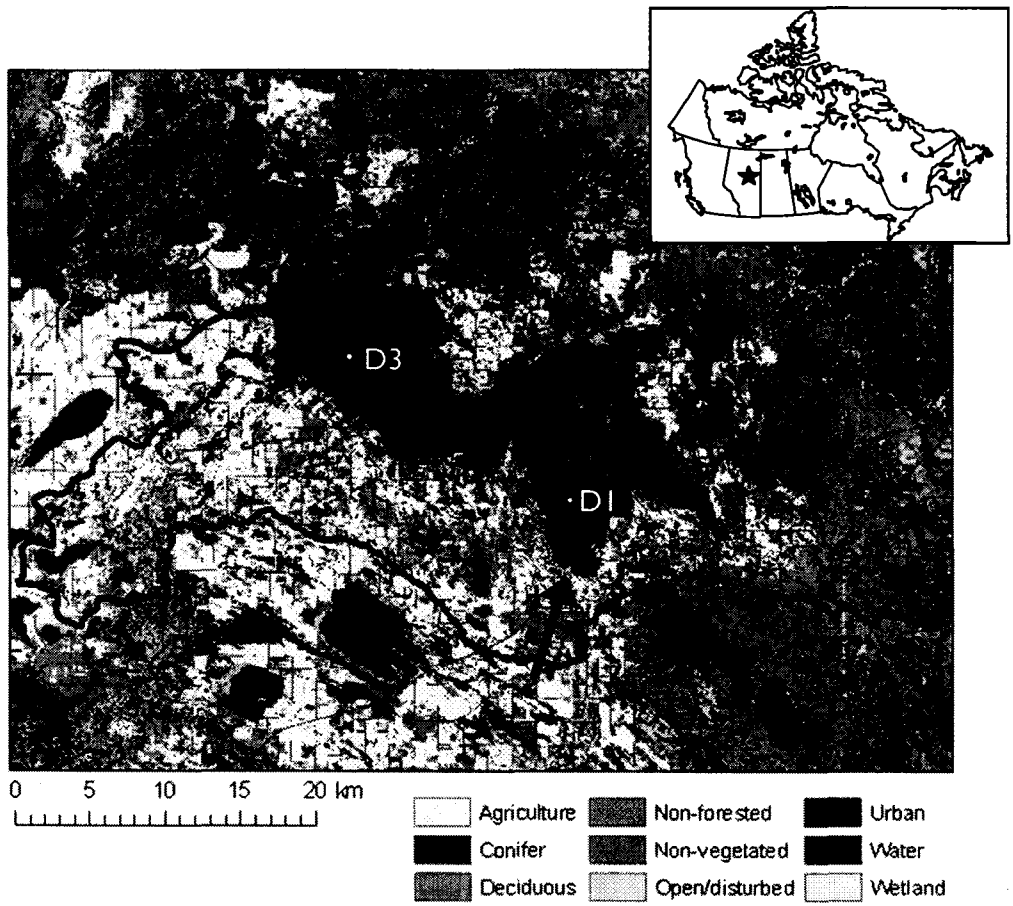 D3
D1
0 5 10 15 20 km
Agriculture Non-forested Urban
Conifer Non-vegetated Water
Deciduous Open/disturbed Wetland